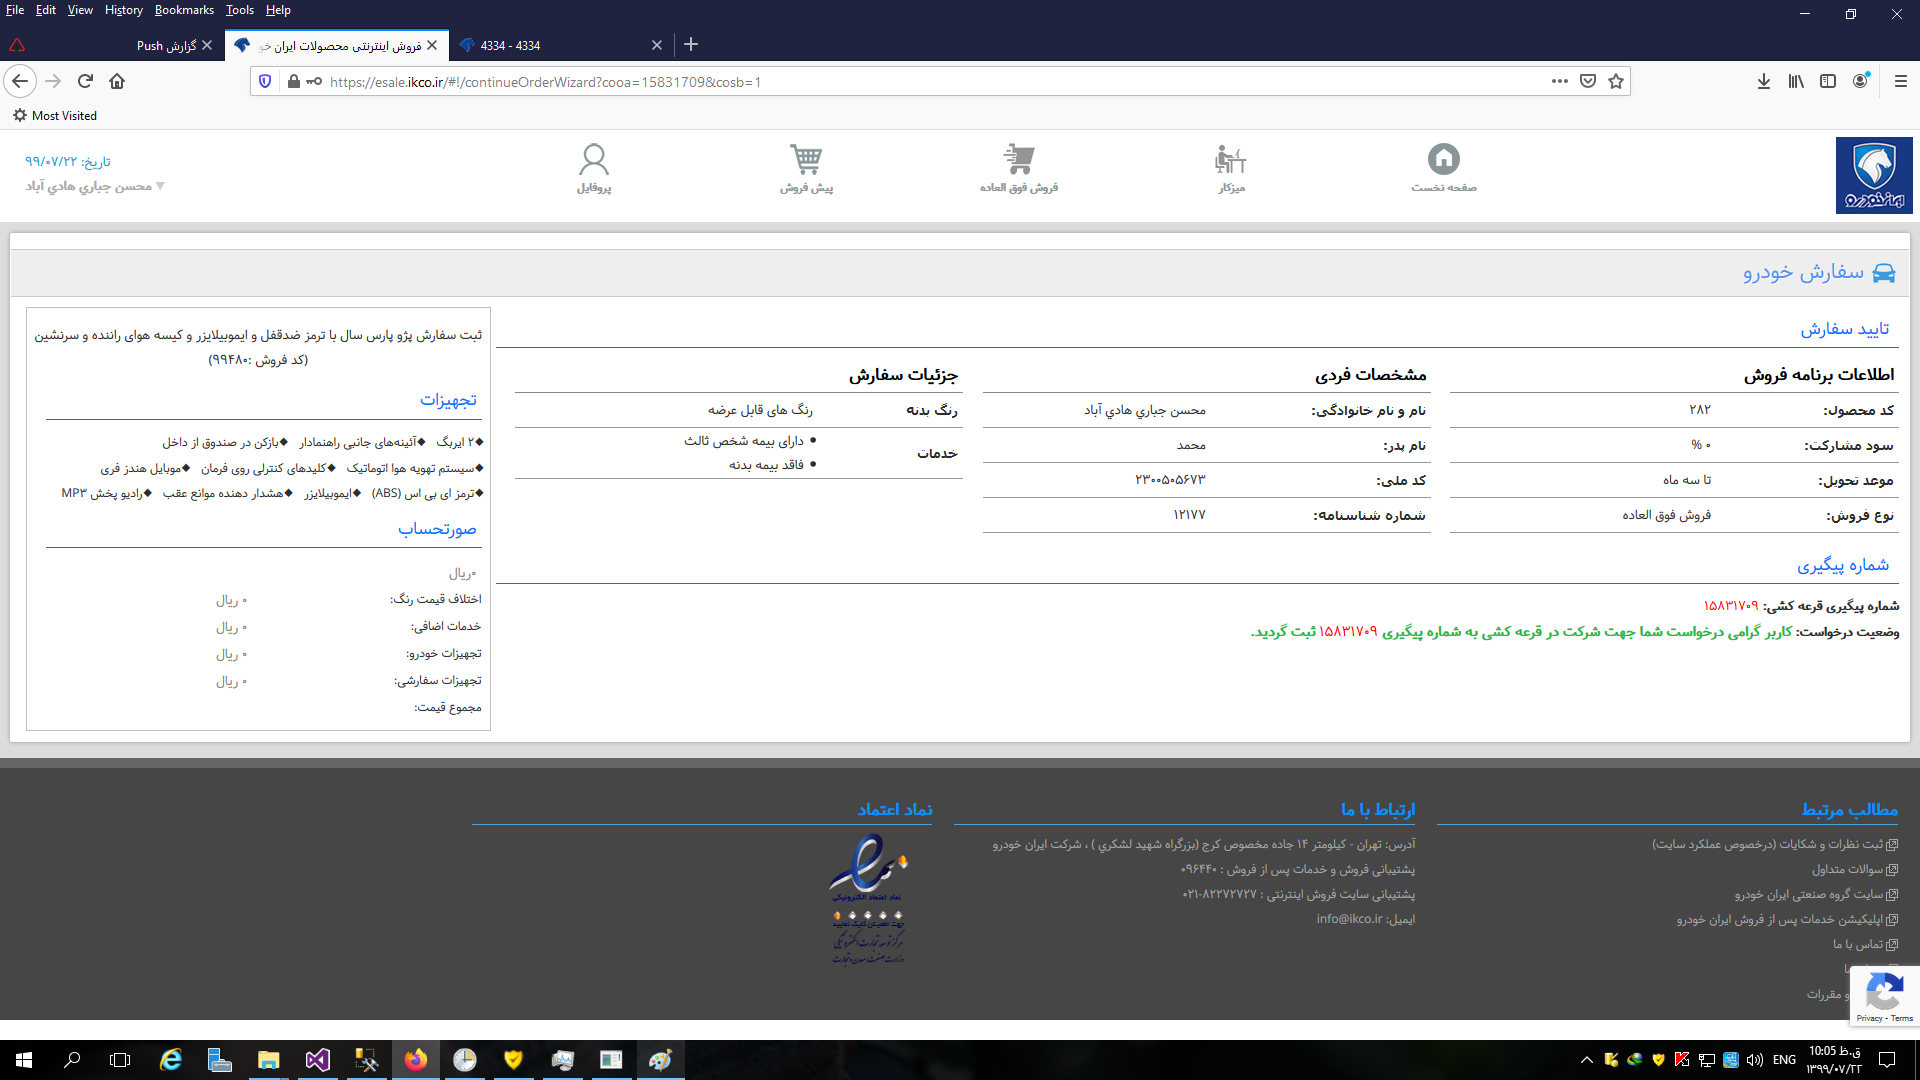 File Edit View History Bookmarks Tools Help
گزارش Push
فروش اینترنتی محصولات ایران خو
4334 - 4334
https://esale.ikco.ir/#!/continueOrderWizard?cooa=15831709&cosb=1
Most Visited
صفحه نخست
میزکار
فروش فوق العاده
پیش فروش
پروفایل
تاریخ: ۹۹/۰۷/۲۲
محسن جباري هادي آباد
ایران خودرو
سفارش خودرو
تایید سفارش
اطلاعات برنامه فروش
کد محصول: ۲۸۲
سود مشارکت: ۰ %
موعد تحویل: تا سه ماه
نوع فروش: فروش فوق العاده
مشخصات فردی
نام و نام خانوادگی: محسن جباري هادي آباد
نام پدر: محمد
کد ملی: ۲۳۰۰۵۰۵۶۷۳
شماره شناسنامه: ۱۲۱۷۷
جزئیات سفارش
رنگ بدنه رنگ های قابل عرضه
خدمات
• دارای بیمه شخص ثالث
• فاقد بیمه بدنه
شماره پیگیری
شماره پیگیری قرعه کشی: ۱۵۸۳۱۷۰۹
وضعیت درخواست: کاربر گرامی درخواست شما جهت شرکت در قرعه کشی به شماره پیگیری ۱۵۸۳۱۷۰۹ ثبت گردید.
ثبت سفارش پژو پارس سال با ترمز ضدقفل و ایموبیلایزر و کیسه هوای راننده و سرنشین
(کد فروش :۹۹۴۸۰)
تجهیزات
◆۲ ایربگ ◆آئینه‌های جانبی راهنمادار ◆بازکن در صندوق از داخل
◆سیستم تهویه هوا اتوماتیک ◆کلیدهای کنترلی روی فرمان ◆موبایل هندز فری
◆ترمز ای بی اس (ABS) ◆ایموبیلایزر ◆هشدار دهنده موانع عقب ◆رادیو پخش MP۳
صورتحساب
۰ریال
اختلاف قیمت رنگ: ۰ ریال
خدمات اضافی: ۰ ریال
تجهیزات خودرو: ۰ ریال
تجهیزات سفارشی: ۰ ریال
مجموع قیمت:
مطالب مرتبط
ثبت نظرات و شکایات (درخصوص عملکرد سایت)
سوالات متداول
سایت گروه صنعتی ایران خودرو
اپلیکیشن خدمات پس از فروش ایران خودرو
تماس با ما
و مقررات
ارتباط با ما
آدرس: تهران - کیلومتر ۱۴ جاده مخصوص کرج (بزرگراه شهید لشکري ) ، شرکت ایران خودرو
پشتیبانی فروش و خدمات پس از فروش : ۰۹۶۴۴۰
پشتیبانی سایت فروش اینترنتی : ۸۲۲۷۲۷۲۷-۰۲۱
ایمیل: info@ikco.ir
نماد اعتماد
نماد اعتماد الکترونیکی
جهت اطمینان کلیک نمایید
مرکز توسعه تجارت الکترونیکی
وزارت صنعت، معدن و تجارت
Privacy - Terms
ENG
10:05 ق.ظ
۱۳۹۹/۰۷/۲۲